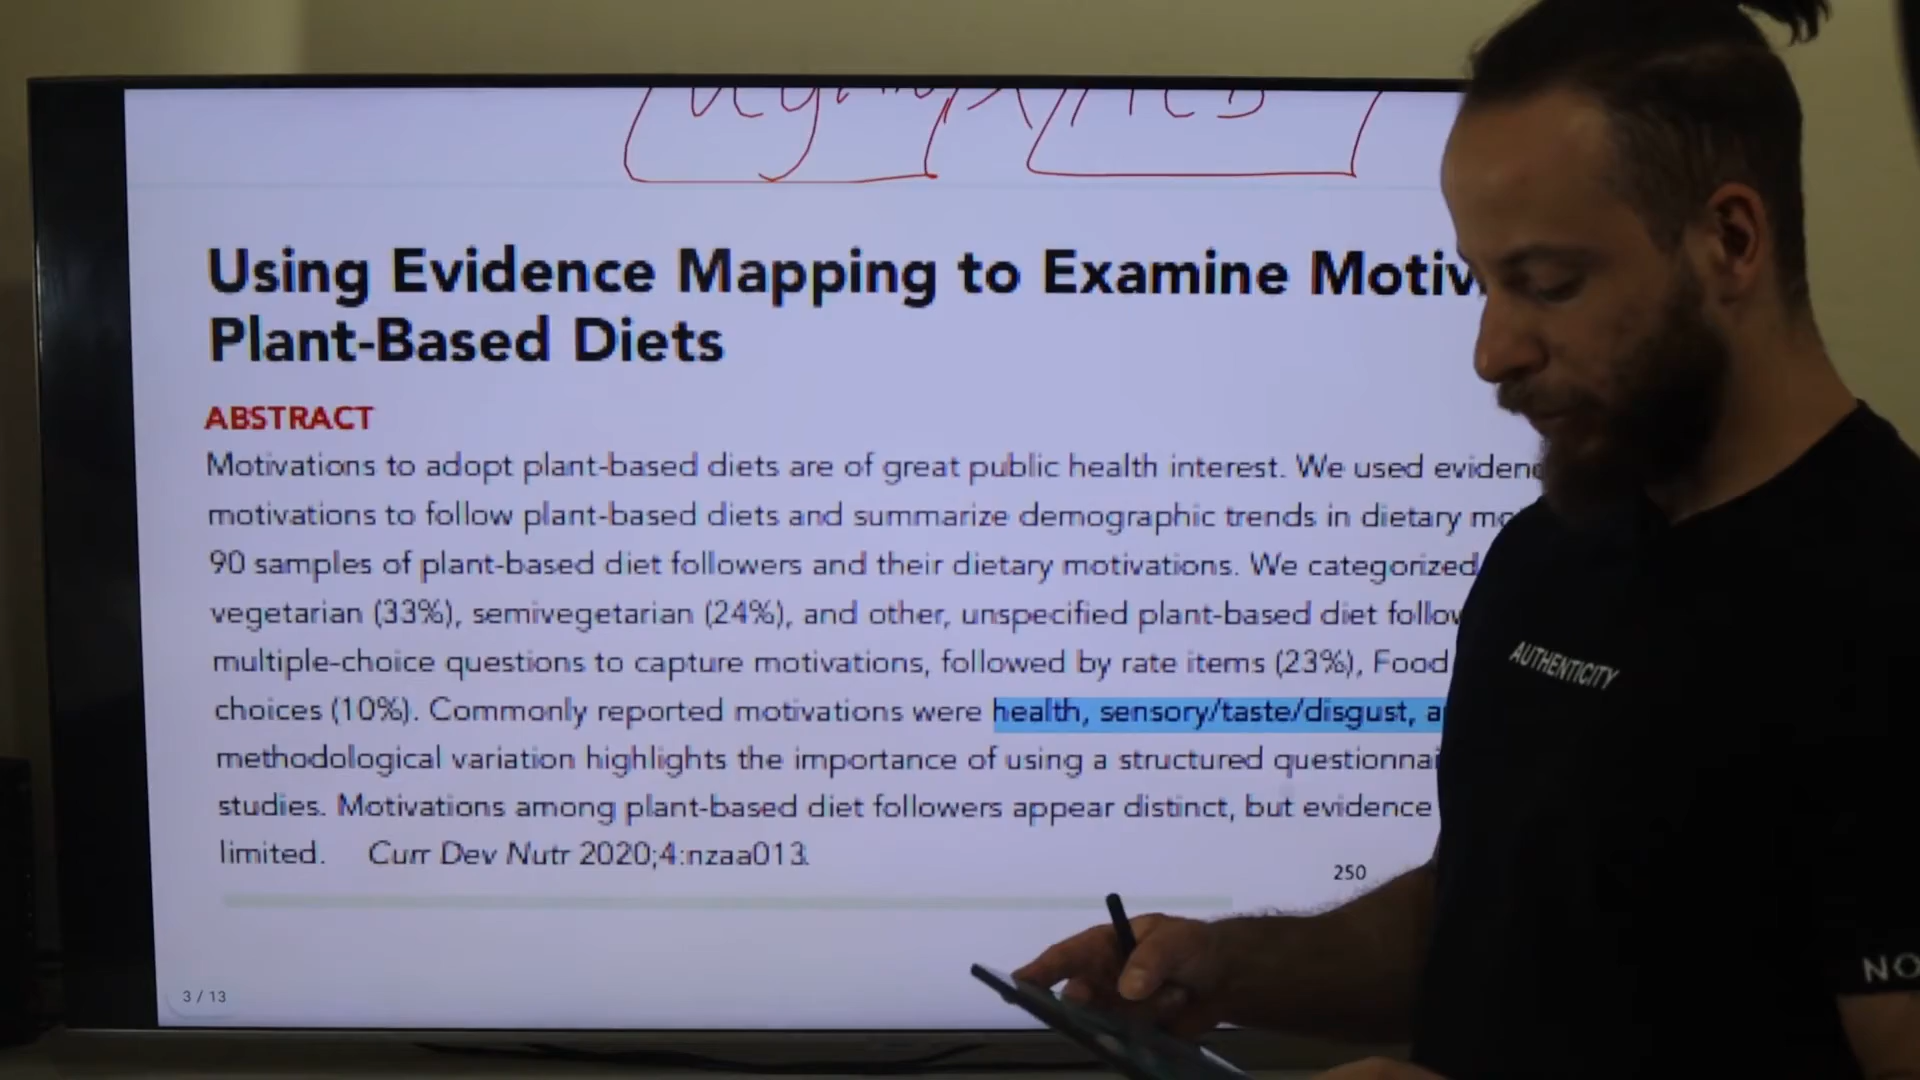 Using Evidence Mapping to Examine Motiv
Plant-Based Diets
ABSTRACT
Motivations to adopt plant-based diets are of great public health interest. We used evidenc
motivations to follow plant-based diets and summarize demographic trends in dietary mo
90 samples of plant-based diet followers and their dietary motivations. We categorized
vegetarian (33%), semivegetarian (24%), and other, unspecified plant-based diet follow
multiple-choice questions to capture motivations, followed by rate items (23%), Food
choices (10%). Commonly reported motivations were health, sensory/taste/disgust, a
methodological variation highlights the importance of using a structured questionnai
studies. Motivations among plant-based diet followers appear distinct, but evidence
limited. Curr Dev Nutr 2020;4:nzaa013.
250
3 / 13
AUTHENTICITY
NO